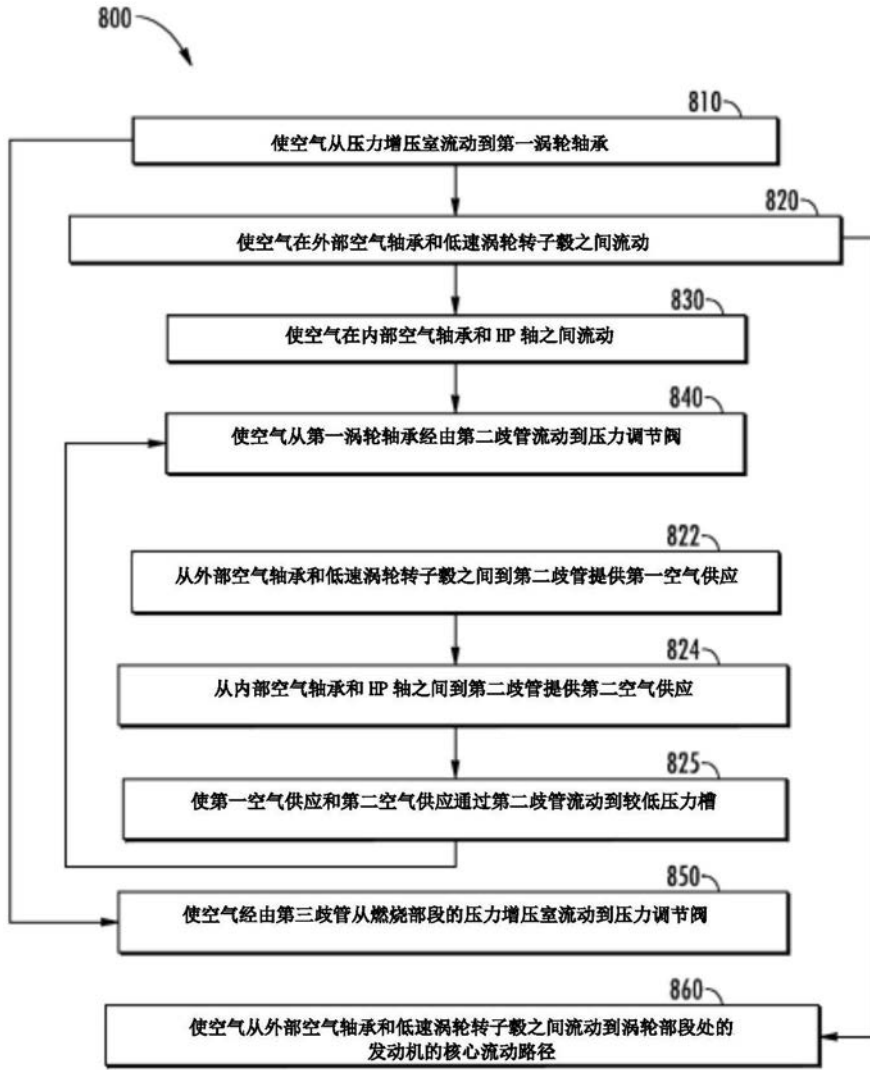 800
810
使空气从压力增压室流动到第一涡轮轴承
820
使空气在外部空气轴承和低速涡轮转子毂之间流动
830
使空气在内部空气轴承和 HP 轴之间流动
840
使空气从第一涡轮轴承经由第二歧管流动到压力调节阀
822
从外部空气轴承和低速涡轮转子毂之间到第二歧管提供第一空气供应
824
从内部空气轴承和 HP 轴之间到第二歧管提供第二空气供应
825
使第一空气供应和第二空气供应通过第二歧管流动到较低压力槽
850
使空气经由第三歧管从燃烧部段的压力增压室流动到压力调节阀
860
使空气从外部空气轴承和低速涡轮转子毂之间流动到涡轮部段处的
发动机的核心流动路径